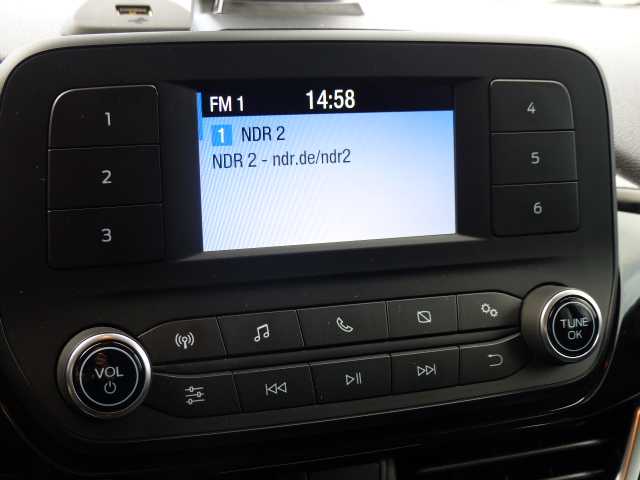 FM 1 14:58
1 NDR 2
NDR 2 - ndr.de/ndr2
1
2
3
4
5
6
VOL
TUNE
OK